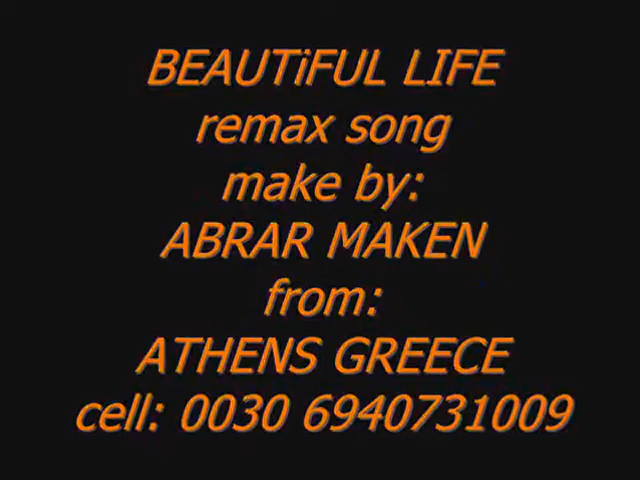 BEAUTiFUL LIFE
remax song
make by:
ABRAR MAKEN
from:
ATHENS GREECE
cell: 0030 6940731009